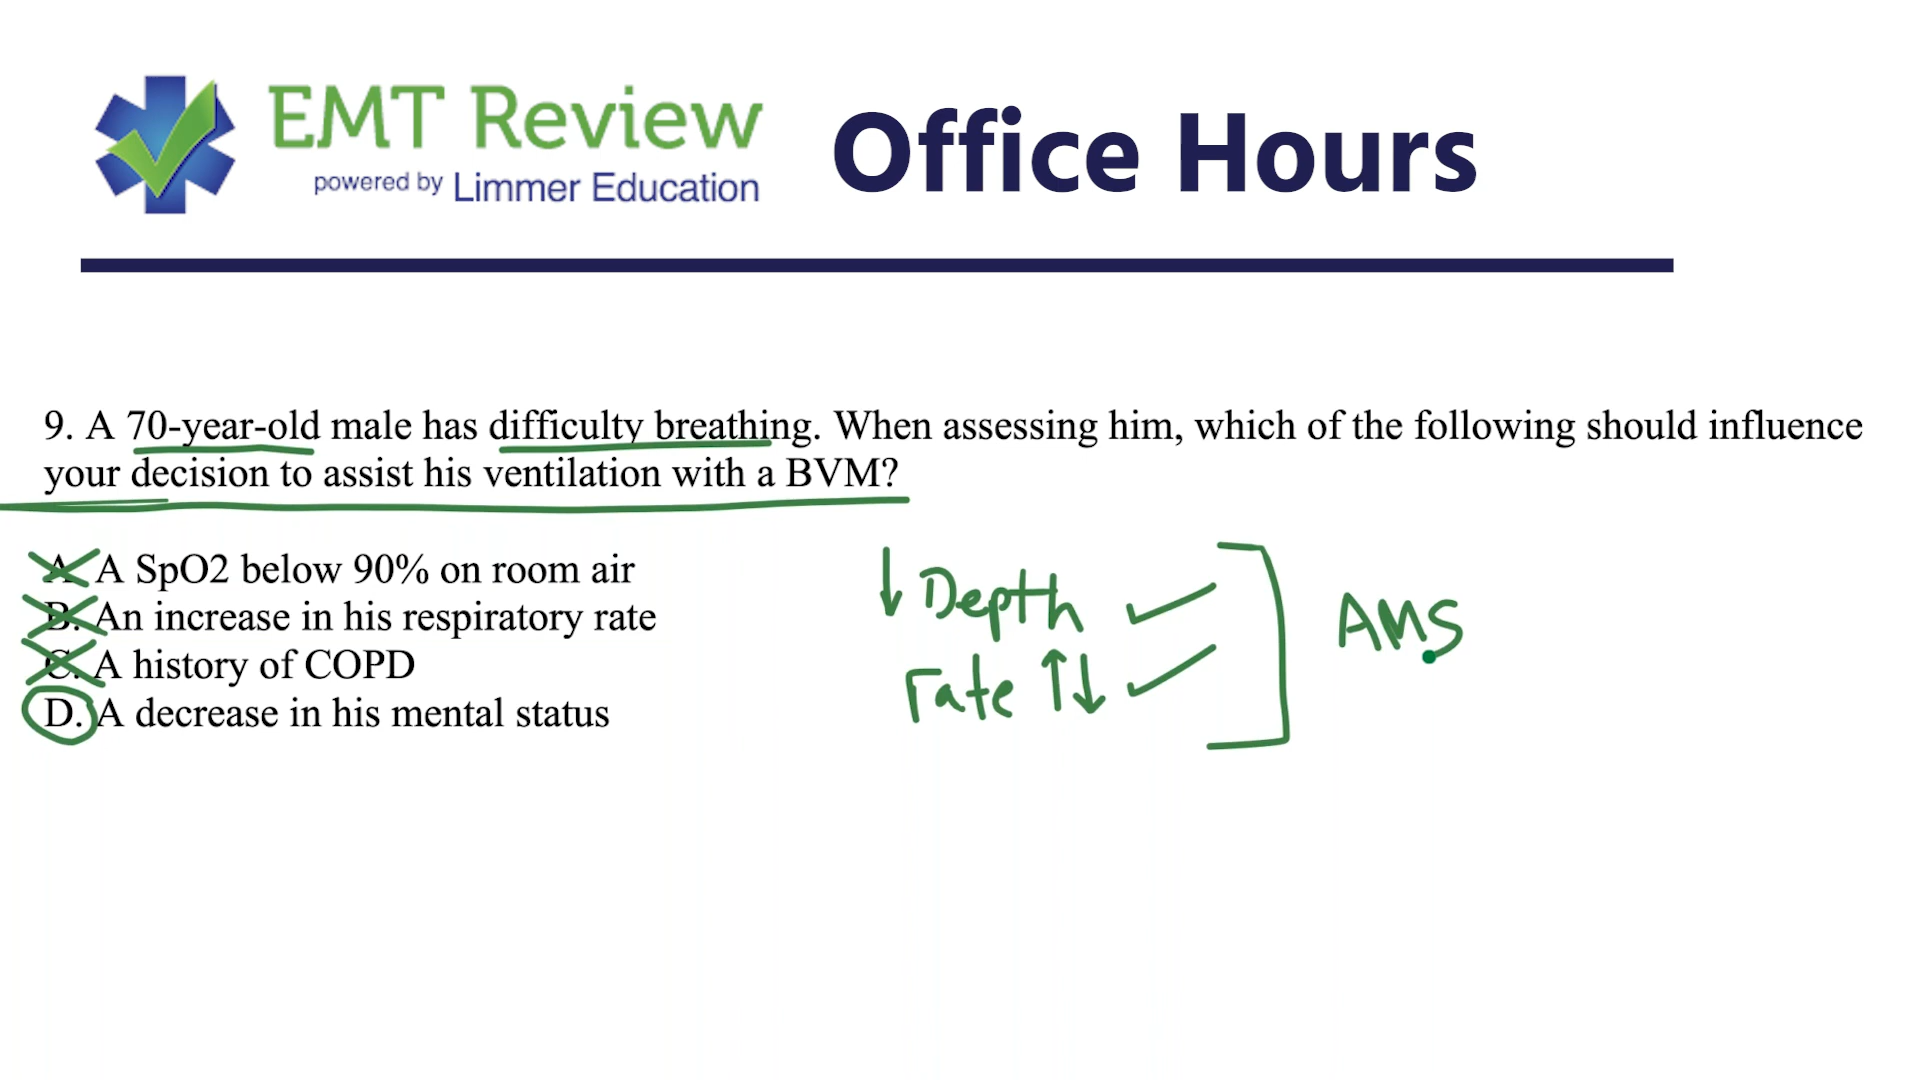 EMT Review
powered by Limmer Education
Office Hours
9. A 70-year-old male has difficulty breathing. When assessing him, which of the following should influence
your decision to assist his ventilation with a BVM?
A. A SpO2 below 90% on room air
B. An increase in his respiratory rate
C. A history of COPD
D. A decrease in his mental status
↓ Depth ✓
rate ↑↓ ✓
AMS